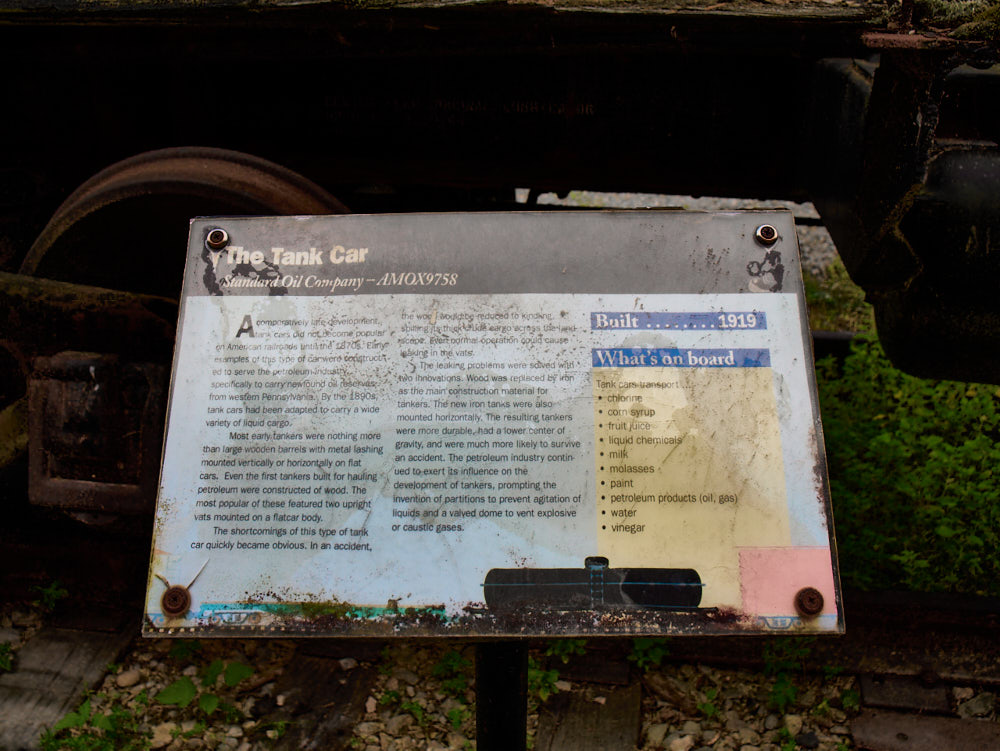 The Tank Car
Standard Oil Company – AMOX9758
A comparatively late development,
tank cars did not become popular
on American railroads until the 1870s. Early
examples of this type of car were construct-
ed to serve the petroleum industry,
specifically to carry newfound oil reserves
from western Pennsylvania. By the 1890s,
tank cars had been adapted to carry a wide
variety of liquid cargo.
Most early tankers were nothing more
than large wooden barrels with metal lashing
mounted vertically or horizontally on flat
cars. Even the first tankers built for hauling
petroleum were constructed of wood. The
most popular of these featured two upright
vats mounted on a flatcar body.
The shortcomings of this type of tank
car quickly became obvious. In an accident,
the wood would be reduced to kindling,
spilling its thick crude cargo across the land-
scape. Even normal operation could cause
leaking in the vats.
The leaking problems were solved with
two innovations. Wood was replaced by iron
as the main construction material for
tankers. The new iron tanks were also
mounted horizontally. The resulting tankers
were more durable, had a lower center of
gravity, and were much more likely to survive
an accident. The petroleum industry contin-
ued to exert its influence on the
development of tankers, prompting the
invention of partitions to prevent agitation of
liquids and a valved dome to vent explosive
or caustic gases.
Built ......... 1919
What's on board
Tank cars transport ...
• chlorine
• corn syrup
• fruit juice
• liquid chemicals
• milk
• molasses
• paint
• petroleum products (oil, gas)
• water
• vinegar